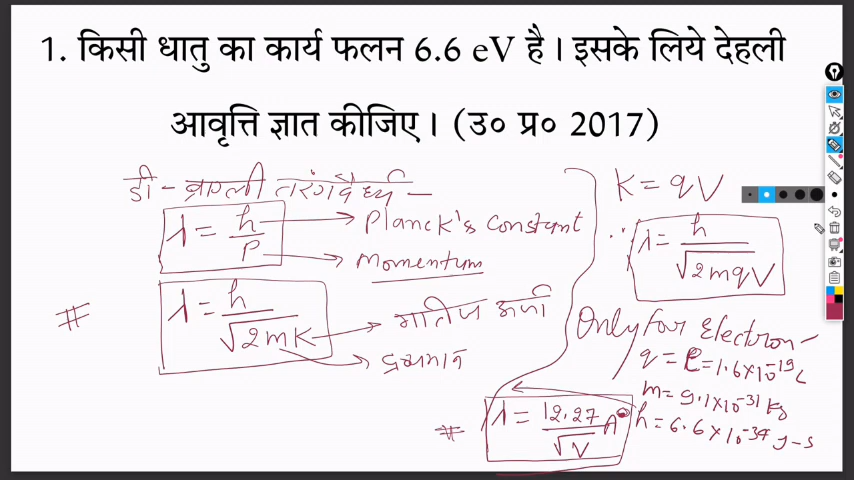 1. किसी धातु का कार्य फलन 6.6 eV है। इसके लिये देहली
आवृत्ति ज्ञात कीजिए। (उ० प्र० 2017)
डी - ब्राग्ली तरंगदैर्ध्य -
λ = h/P
Planck's Constant
Momentum
# λ = h/√2mK
गतिज ऊर्जा
द्रव्यमान
K = qV
∴ λ = h/√2mqV
Only for Electron -
q = e = 1.6×10⁻¹⁹ C
m = 9.1×10⁻³¹ kg
h = 6.6×10⁻³⁴ J-S
# λ = 12.27/√V A°